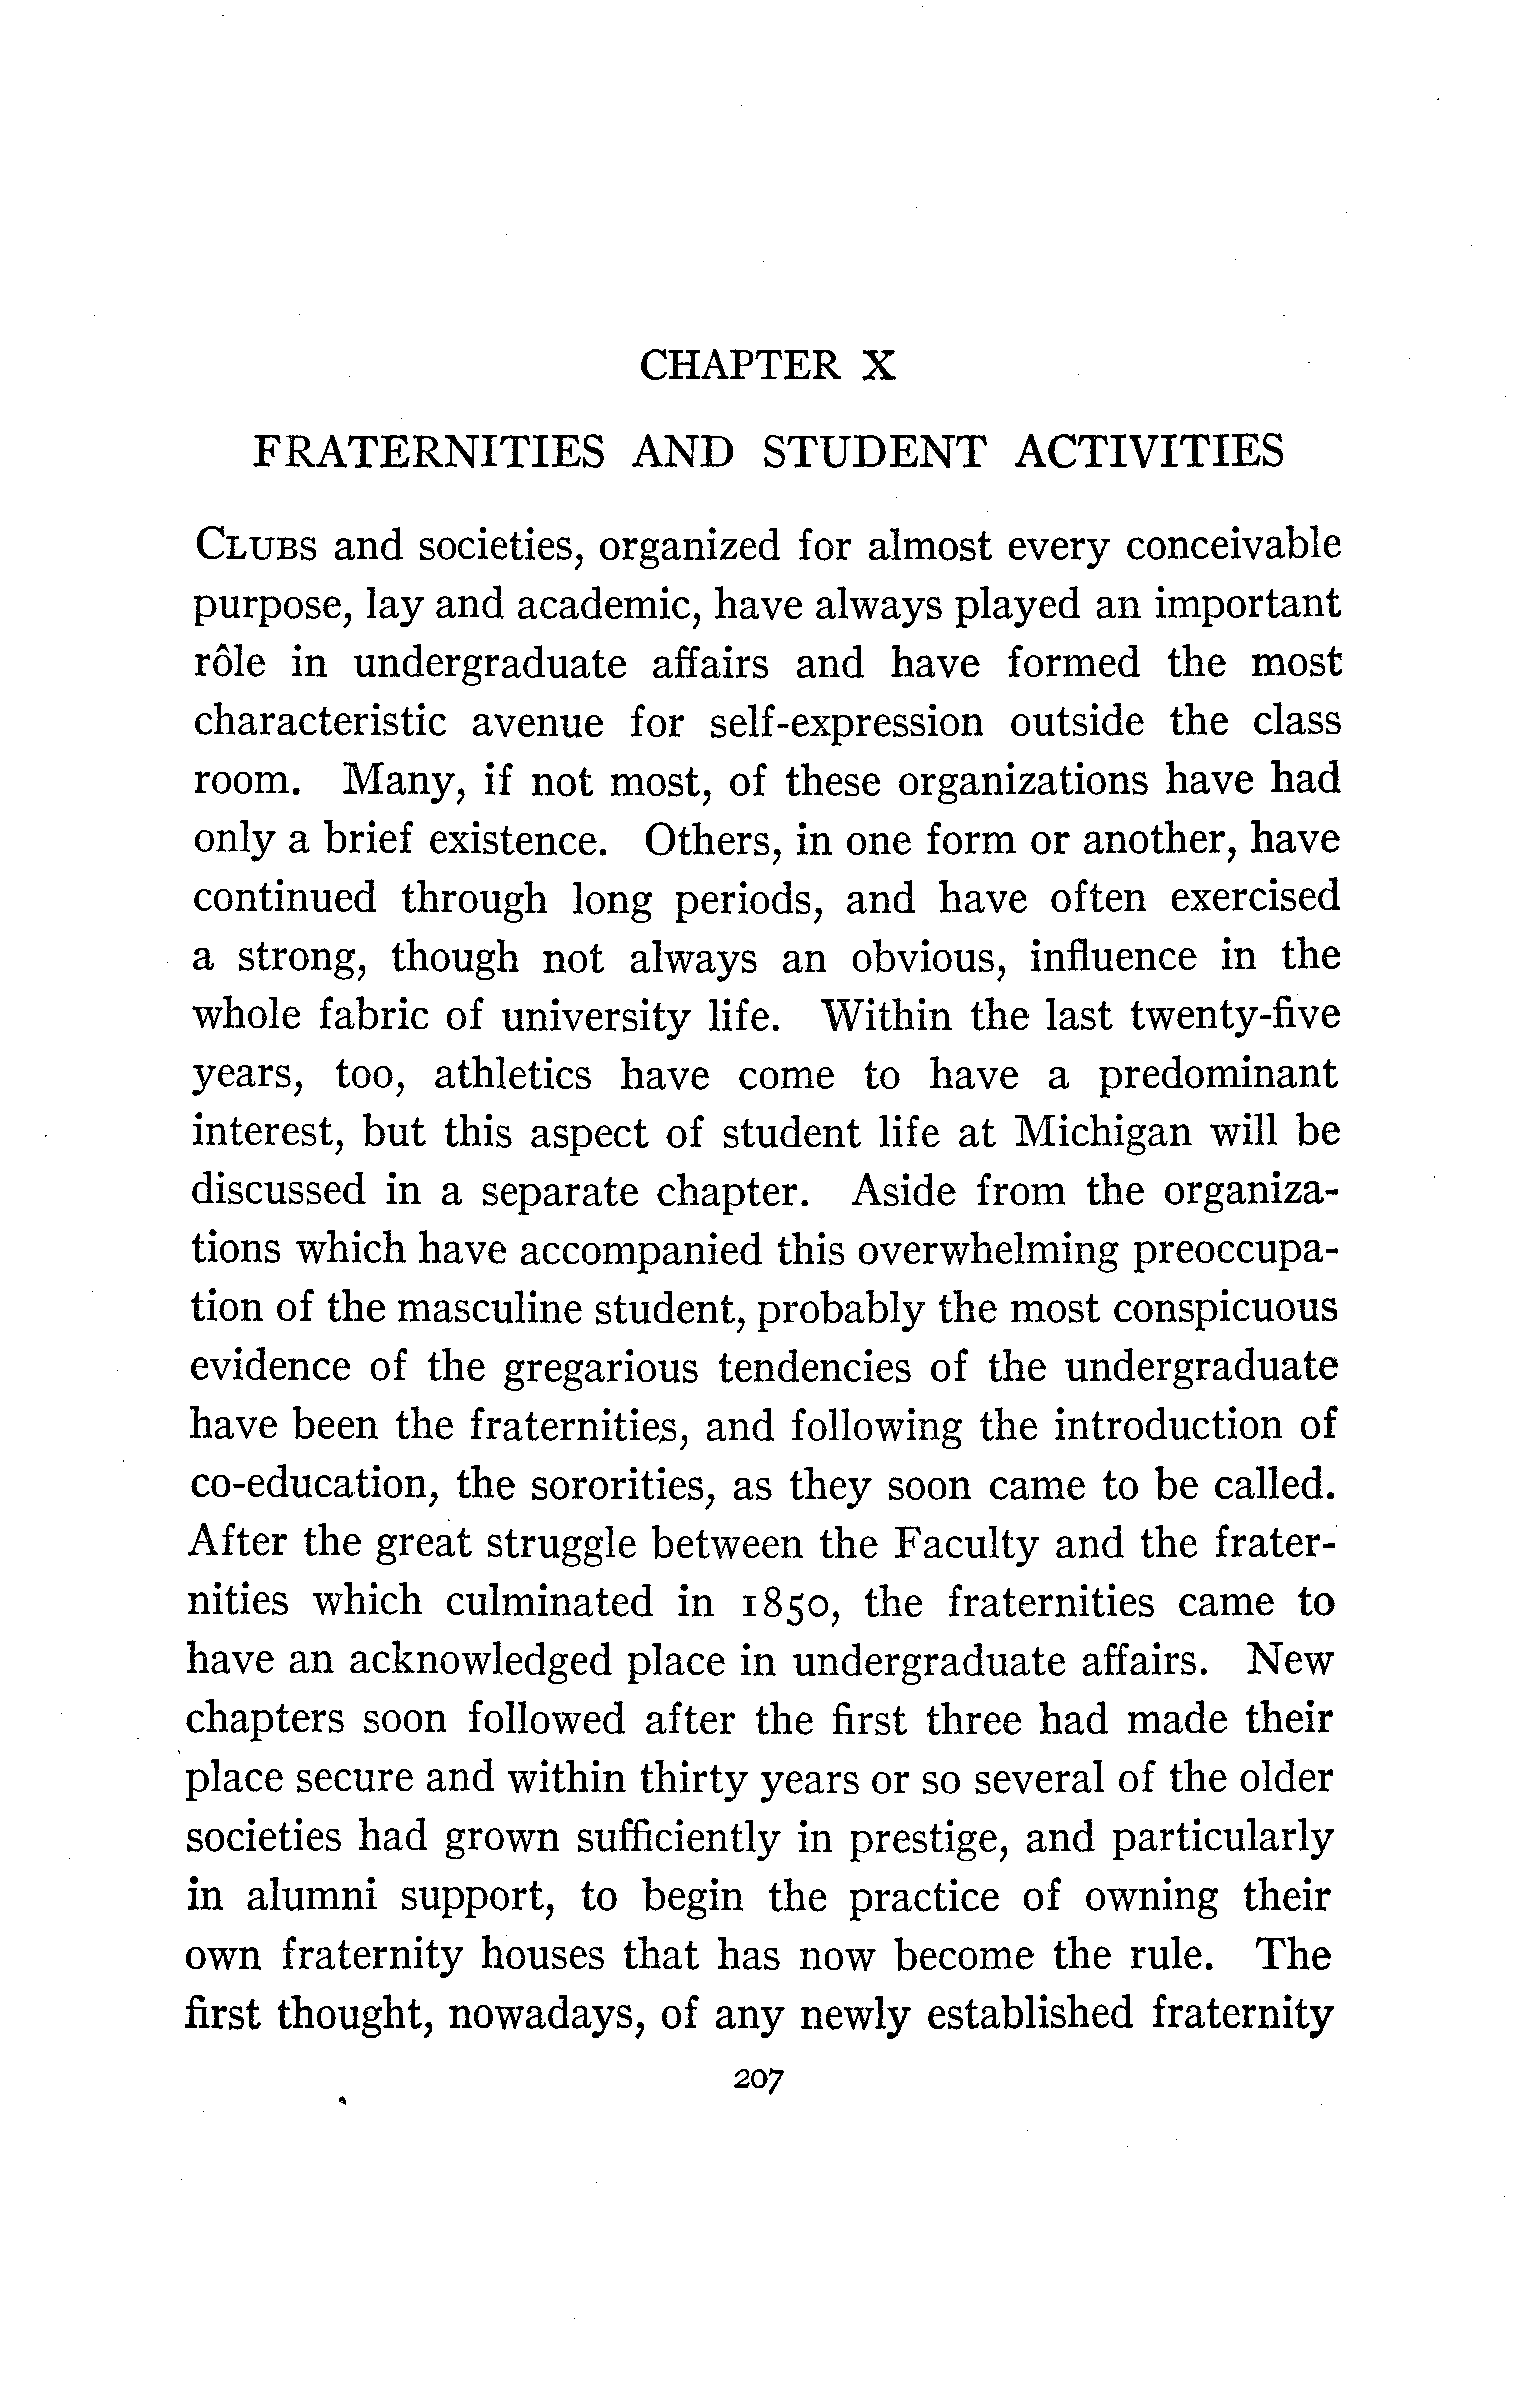 CHAPTER X
FRATERNITIES AND STUDENT ACTIVITIES
CLUBS and societies, organized for almost every conceivable
purpose, lay and academic, have always played an important
rôle in undergraduate affairs and have formed the most
characteristic avenue for self-expression outside the class
room. Many, if not most, of these organizations have had
only a brief existence. Others, in one form or another, have
continued through long periods, and have often exercised
a strong, though not always an obvious, influence in the
whole fabric of university life. Within the last twenty-five
years, too, athletics have come to have a predominant
interest, but this aspect of student life at Michigan will be
discussed in a separate chapter. Aside from the organiza-
tions which have accompanied this overwhelming preoccupa-
tion of the masculine student, probably the most conspicuous
evidence of the gregarious tendencies of the undergraduate
have been the fraternities, and following the introduction of
co-education, the sororities, as they soon came to be called.
After the great struggle between the Faculty and the frater-
nities which culminated in 1850, the fraternities came to
have an acknowledged place in undergraduate affairs. New
chapters soon followed after the first three had made their
place secure and within thirty years or so several of the older
societies had grown sufficiently in prestige, and particularly
in alumni support, to begin the practice of owning their
own fraternity houses that has now become the rule. The
first thought, nowadays, of any newly established fraternity
207